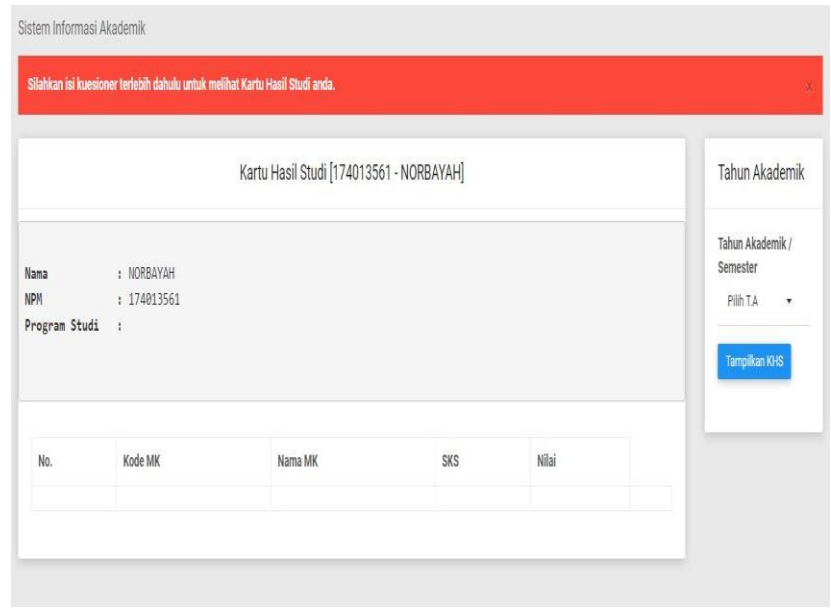 Sistem Informasi Akademik
Silahkan isi kuesioner terlebih dahulu untuk melihat Kartu Hasil Studi anda.
x
Kartu Hasil Studi [174013561 - NORBAYAH]
Nama : NORBAYAH
NPM : 174013561
Program Studi :
No. Kode MK Nama MK SKS Nilai
Tahun Akademik
Tahun Akademik /
Semester
Pilih T.A
Tampilkan KHS